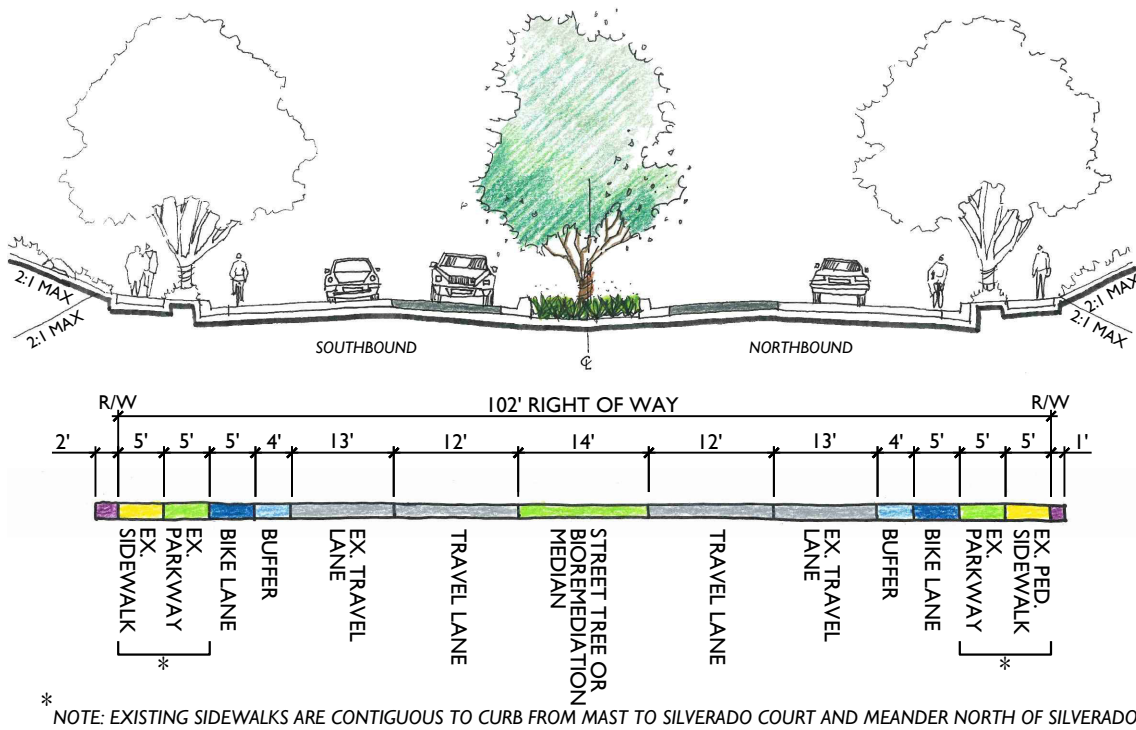 2:1 MAX
2:1 MAX
2:1 MAX
2:1 MAX
SOUTHBOUND
NORTHBOUND
℄
R/W
102' RIGHT OF WAY
R/W
2'
5'
5'
5'
4'
13'
12'
14'
12'
13'
4'
5'
5'
5'
1'
EX.
SIDEWALK
EX.
PARKWAY
BIKE LANE
BUFFER
EX. TRAVEL
LANE
TRAVEL LANE
STREET TREE OR
BIOREMEDIATION
MEDIAN
TRAVEL LANE
EX. TRAVEL
LANE
BUFFER
BIKE LANE
EX.
PARKWAY
EX. PED.
SIDEWALK
*
*
* NOTE: EXISTING SIDEWALKS ARE CONTIGUOUS TO CURB FROM MAST TO SILVERADO COURT AND MEANDER NORTH OF SILVERADO